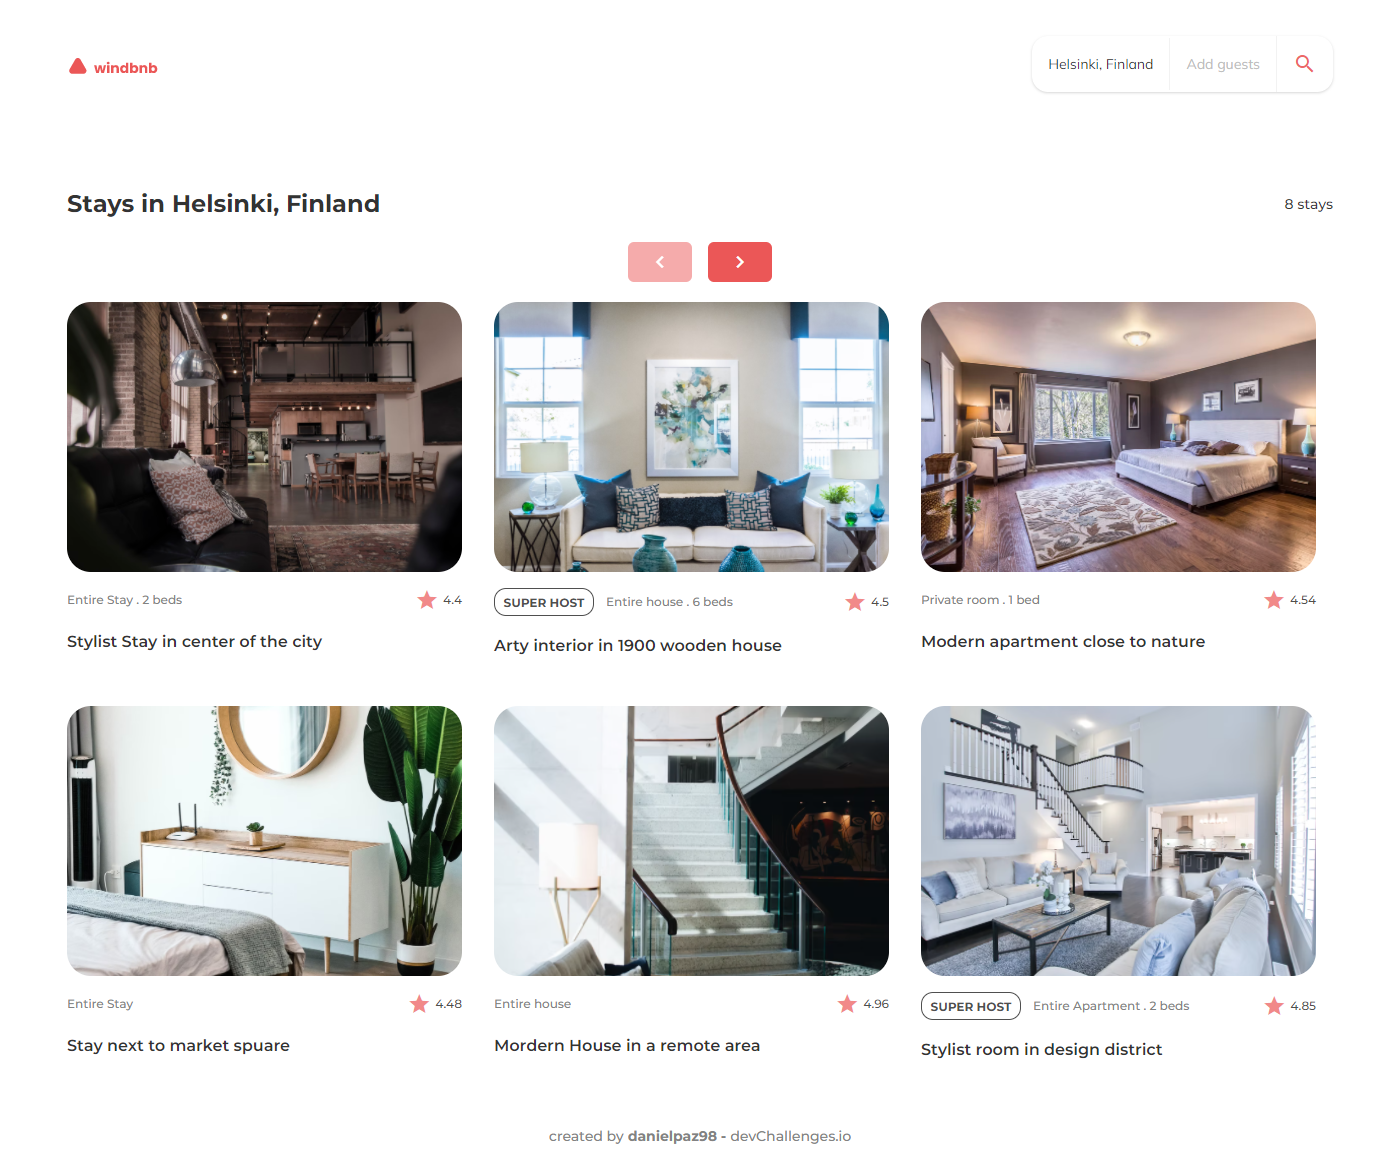 windbnb
Helsinki, Finland
Add guests
Stays in Helsinki, Finland
8 stays
Entire Stay . 2 beds
4.4
Stylist Stay in center of the city
SUPER HOST
Entire house . 6 beds
4.5
Arty interior in 1900 wooden house
Private room . 1 bed
4.54
Modern apartment close to nature
Entire Stay
4.48
Stay next to market spuare
Entire house
4.96
Mordern House in a remote area
SUPER HOST
Entire Apartment . 2 beds
4.85
Stylist room in design district
created by danielpaz98 - devChallenges.io